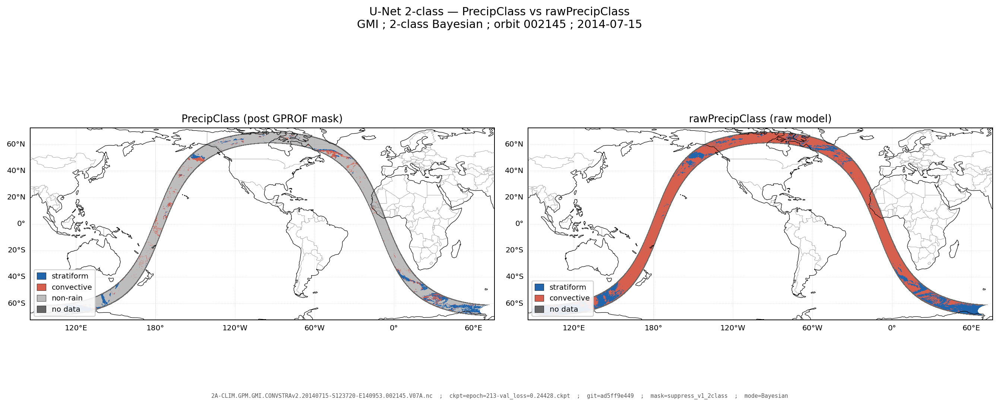 U-Net 2-class — PrecipClass vs rawPrecipClass
GMI ; 2-class Bayesian ; orbit 002145 ; 2014-07-15
PrecipClass (post GPROF mask)
60°N
40°N
20°N
0°
20°S
40°S
60°S
stratiform
convective
non-rain
no data
120°E
180°
120°W
60°W
0°
60°E
rawPrecipClass (raw model)
60°N
40°N
20°N
0°
20°S
40°S
60°S
stratiform
convective
no data
120°E
180°
120°W
60°W
0°
60°E
2A-CLIM.GPM.GMI.CONVSTRAv2.20140715-S123720-E140953.002145.V07A.nc ; ckpt=epoch=213-val_loss=0.24428.ckpt ; git=ad5ff9e449 ; mask=suppress_v1_2class ; mode=Bayesian